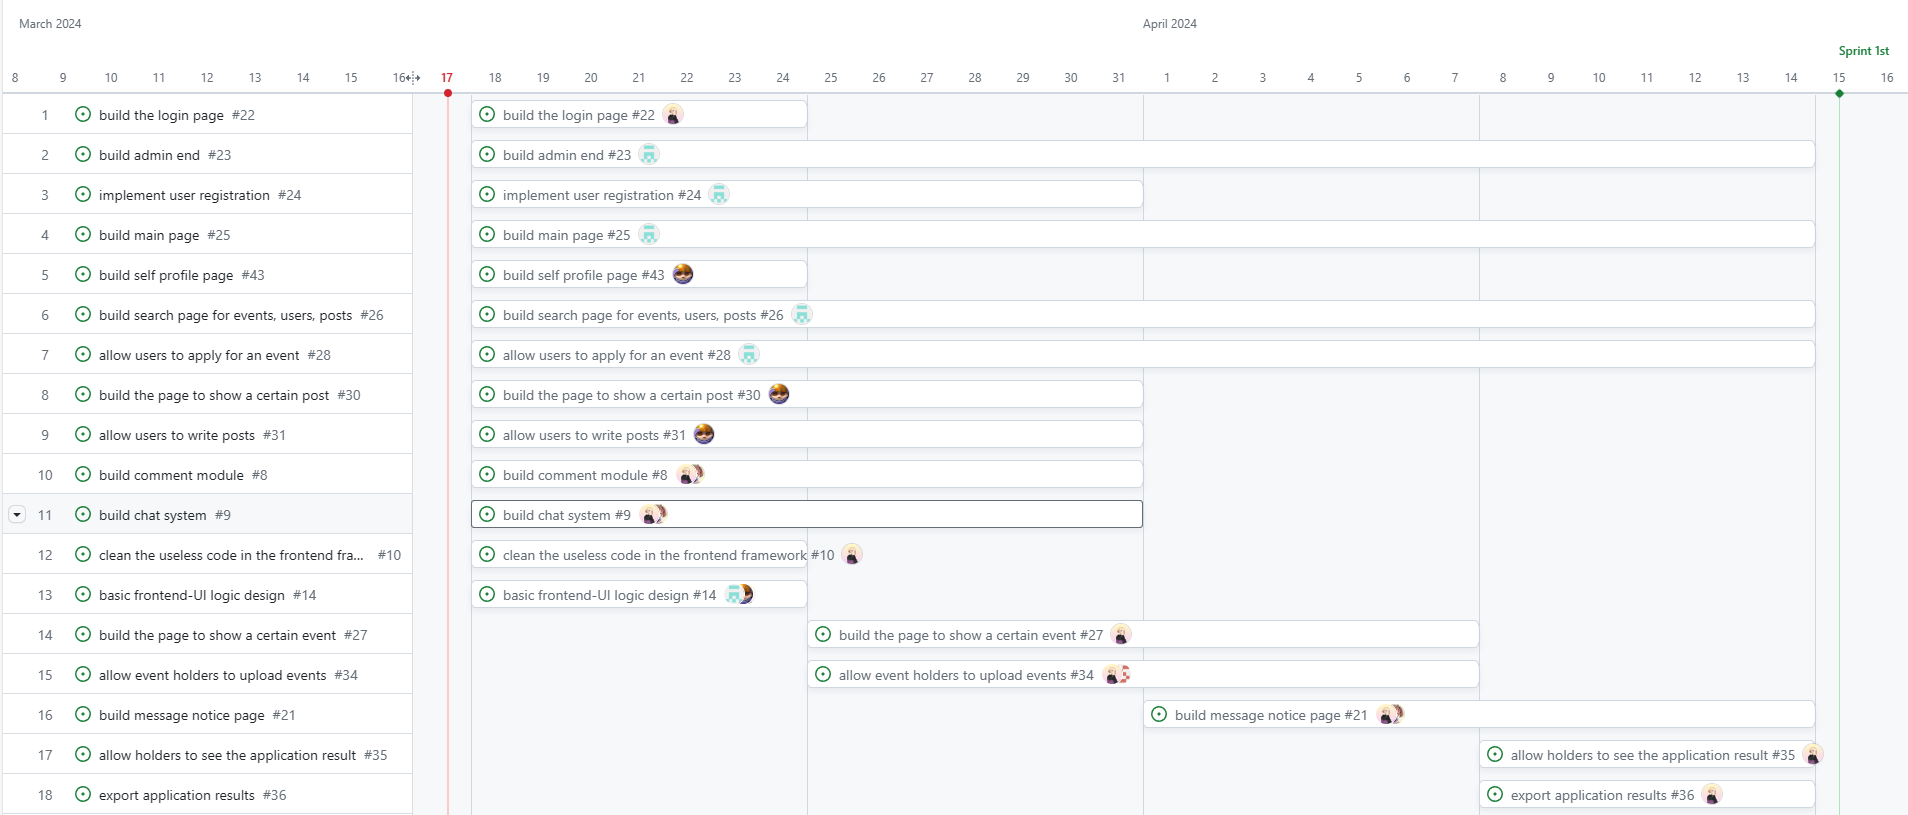 March 2024
April 2024
Sprint 1st
8 9 10 11 12 13 14 15 16 17 18 19 20 21 22 23 24 25 26 27 28 29 30 31 1 2 3 4 5 6 7 8 9 10 11 12 13 14 15 16
1 build the login page #22 build the login page #22
2 build admin end #23 build admin end #23
3 implement user registration #24 implement user registration #24
4 build main page #25 build main page #25
5 build self profile page #43 build self profile page #43
6 build search page for events, users, posts #26 build search page for events, users, posts #26
7 allow users to apply for an event #28 allow users to apply for an event #28
8 build the page to show a certain post #30 build the page to show a certain post #30
9 allow users to write posts #31 allow users to write posts #31
10 build comment module #8 build comment module #8
11 build chat system #9 build chat system #9
12 clean the useless code in the frontend fra... #10 clean the useless code in the frontend framework #10
13 basic frontend-UI logic design #14 basic frontend-UI logic design #14
14 build the page to show a certain event #27 build the page to show a certain event #27
15 allow event holders to upload events #34 allow event holders to upload events #34
16 build message notice page #21 build message notice page #21
17 allow holders to see the application result #35 allow holders to see the application result #35
18 export application results #36 export application results #36